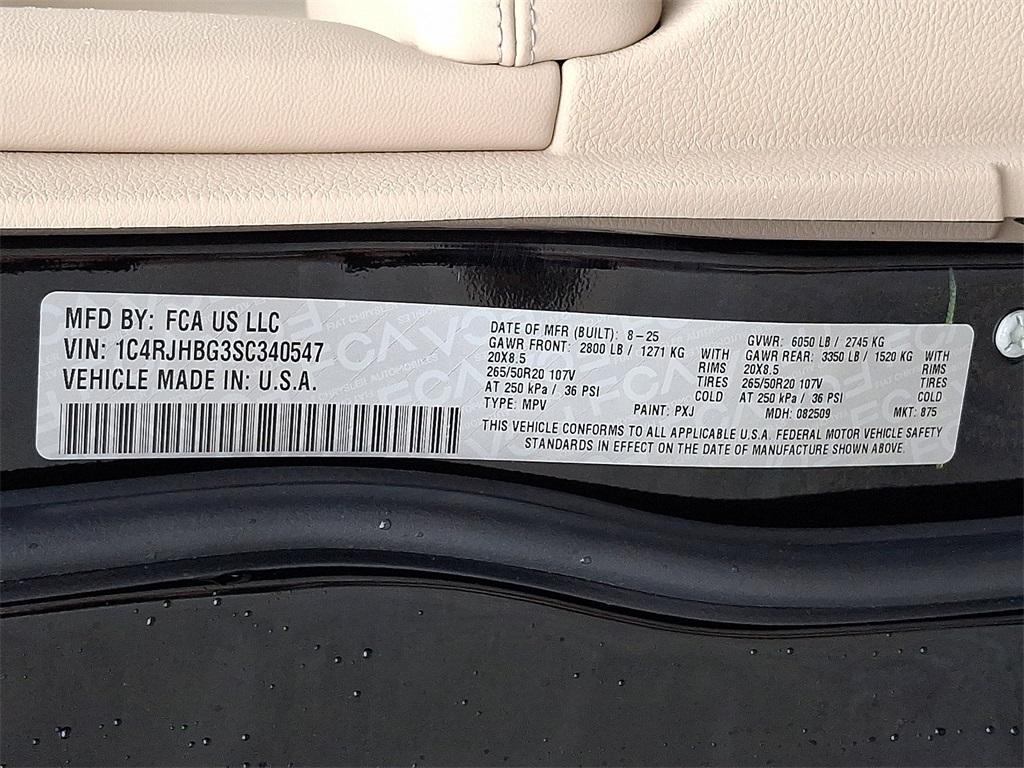 MFD BY: FCA US LLC
VIN: 1C4RJHBG3SC340547
VEHICLE MADE IN: U.S.A.
DATE OF MFR (BUILT): 8-25 GVWR: 6050 LB / 2745 KG
GAWR FRONT: 2800 LB / 1271 KG WITH GAWR REAR: 3350 LB / 1520 KG WITH
20X8.5 RIMS 20X8.5 RIMS
265/50R20 107V TIRES 265/50R20 107V TIRES
AT 250 kPa / 36 PSI COLD AT 250 kPa / 36 PSI COLD
TYPE: MPV PAINT: PXJ MDH: 082509 MKT: 875
THIS VEHICLE CONFORMS TO ALL APPLICABLE U.S.A. FEDERAL MOTOR VEHICLE SAFETY
STANDARDS IN EFFECT ON THE DATE OF MANUFACTURE SHOWN ABOVE.